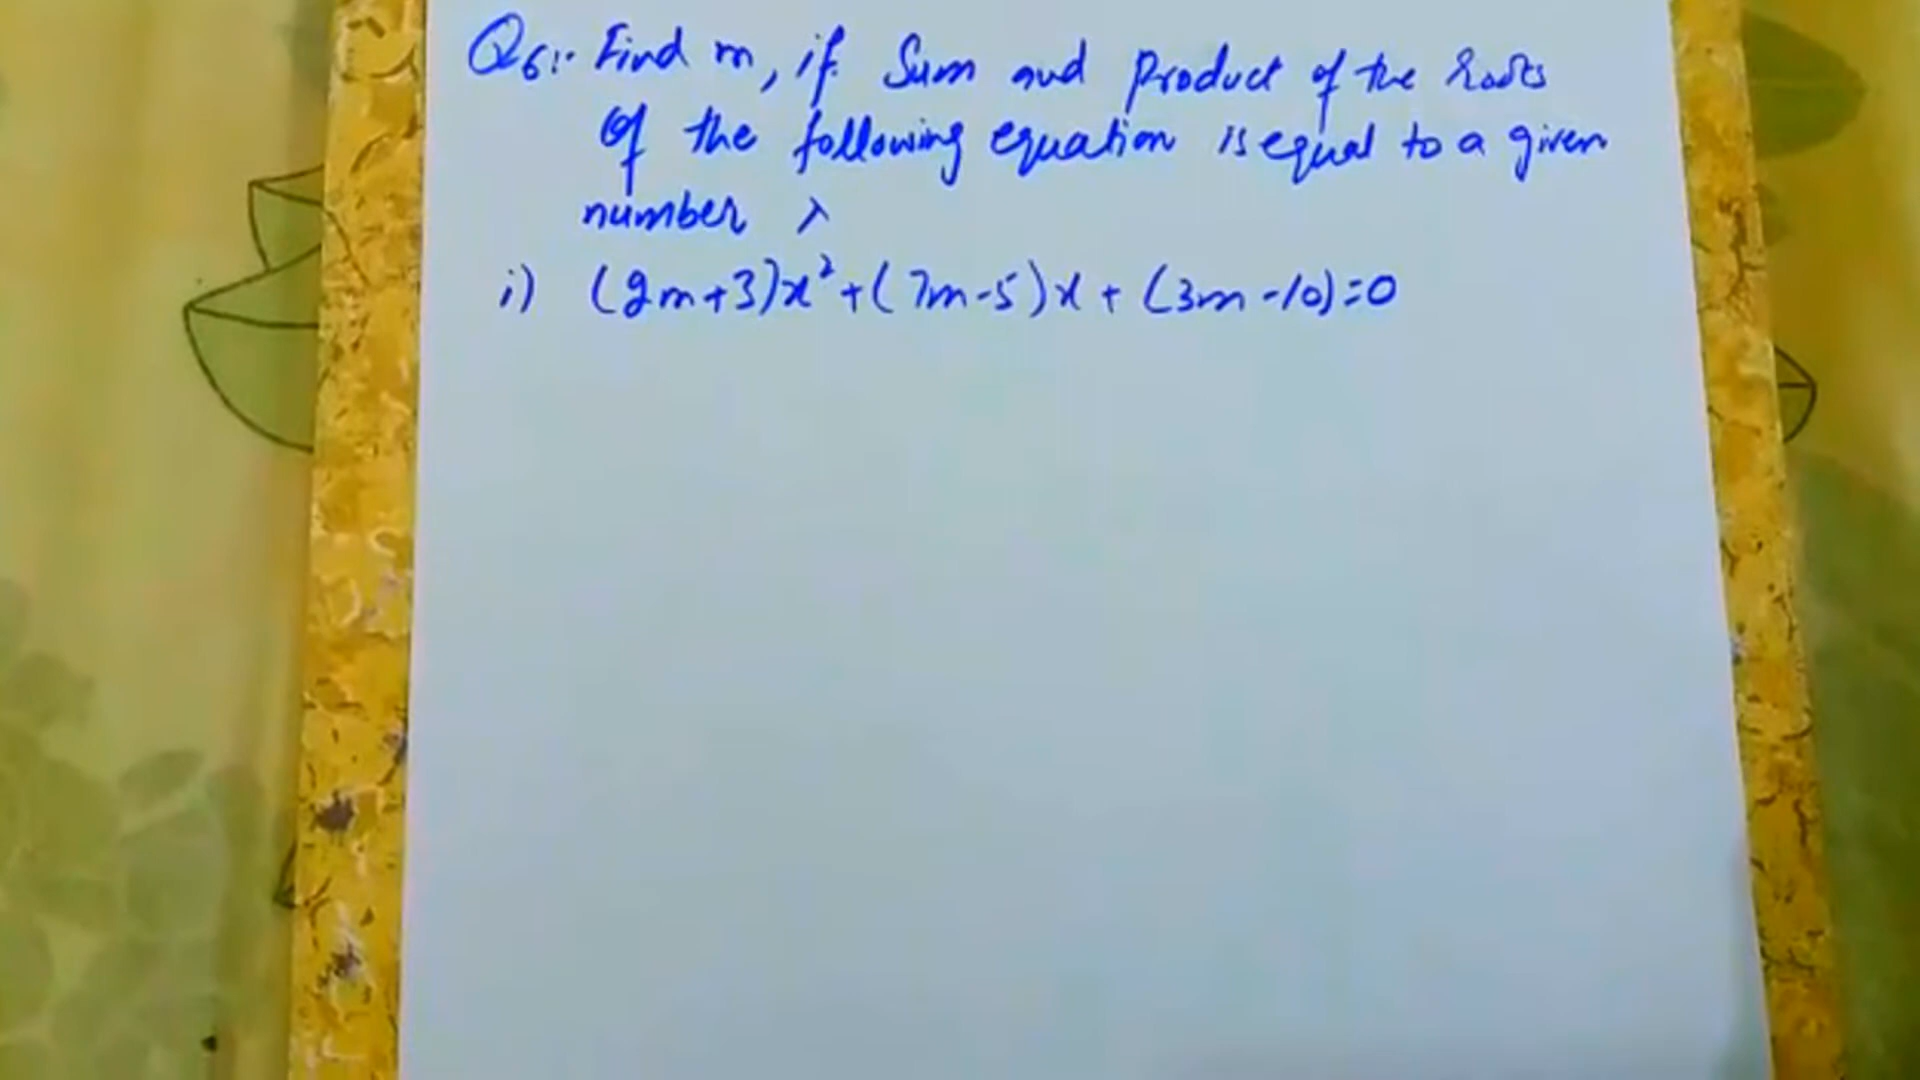 Q6:- Find m, if Sum and Product of the Roots
of the following equation is equal to a given
number λ
i) (2m+3)x²+(7m-5)x+(3m-10)=0